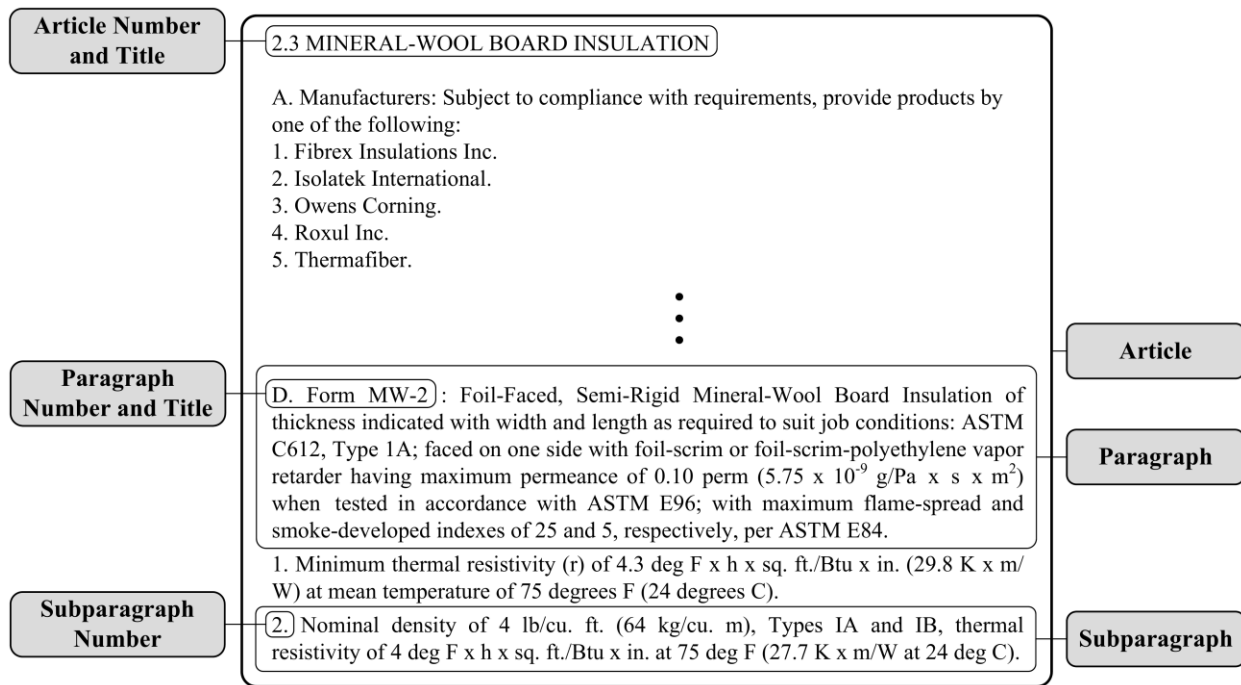 Article Number
and Title
2.3 MINERAL-WOOL BOARD INSULATION
A. Manufacturers: Subject to compliance with requirements, provide products by
one of the following:
1. Fibrex Insulations Inc.
2. Isolatek International.
3. Owens Corning.
4. Roxul Inc.
5. Thermafiber.
Article
Paragraph
Number and Title
D. Form MW-2 : Foil-Faced, Semi-Rigid Mineral-Wool Board Insulation of
thickness indicated with width and length as required to suit job conditions: ASTM
C612, Type 1A; faced on one side with foil-scrim or foil-scrim-polyethylene vapor
retarder having maximum permeance of 0.10 perm (5.75 x 10⁻⁹ g/Pa x s x m²)
when tested in accordance with ASTM E96; with maximum flame-spread and
smoke-developed indexes of 25 and 5, respectively, per ASTM E84.
Paragraph
1. Minimum thermal resistivity (r) of 4.3 deg F x h x sq. ft./Btu x in. (29.8 K x m/
W) at mean temperature of 75 degrees F (24 degrees C).
Subparagraph
Number
2. Nominal density of 4 lb/cu. ft. (64 kg/cu. m), Types IA and IB, thermal
resistivity of 4 deg F x h x sq. ft./Btu x in. at 75 deg F (27.7 K x m/W at 24 deg C).
Subparagraph